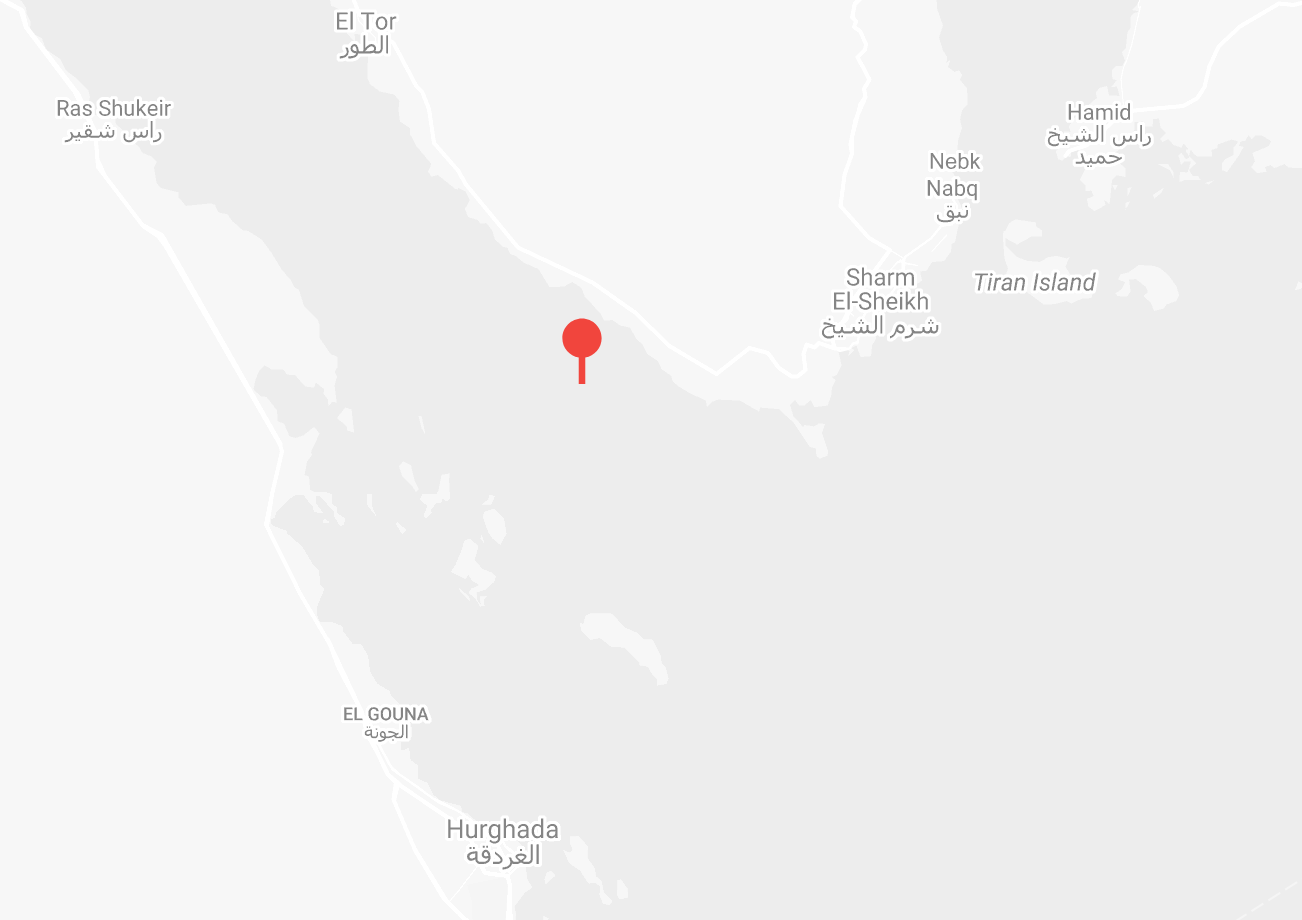 El Tor
الطور
Ras Shukeir
راس شقير
Hamid
راس الشيخ
حميد
Nebk
Nabq
نبق
Sharm
El-Sheikh
شرم الشيخ
Tiran Island
EL GOUNA
الجونة
Hurghada
الغردقة